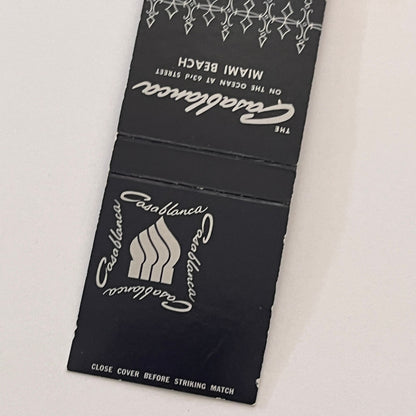 THE
Casablanca
ON THE OCEAN AT 63rd STREET
MIAMI BEACH
Casablanca
Casablanca
Casablanca
Casablanca
CLOSE COVER BEFORE STRIKING MATCH